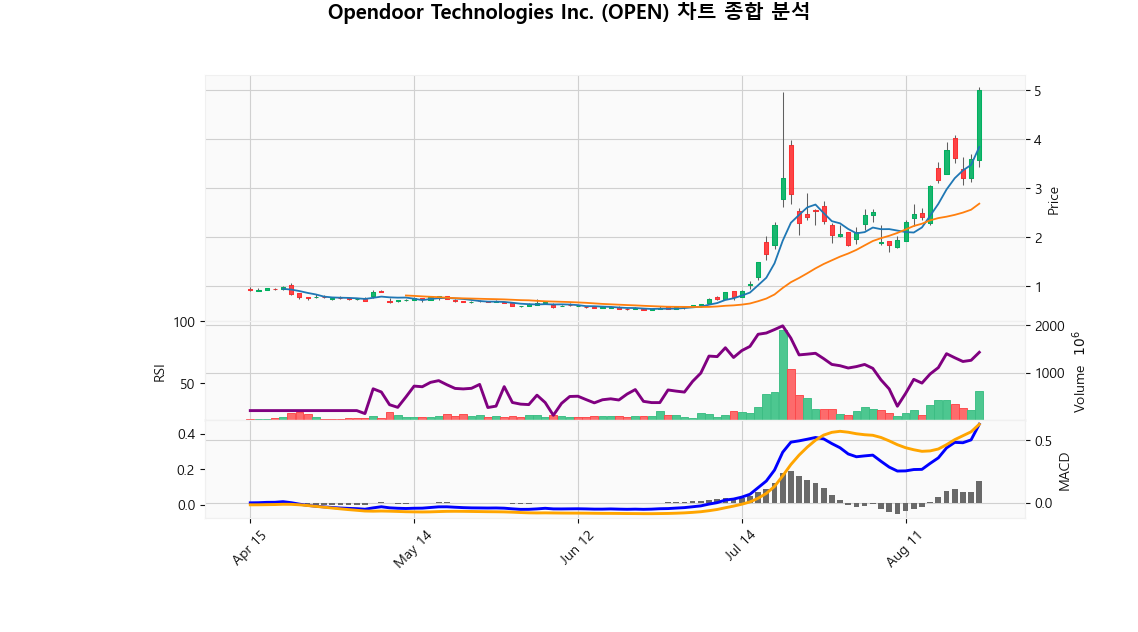 Opendoor Technologies Inc. (OPEN) 차트 종합 분석
5
4
3
2
1
Price
100
50
RSI
2000
1000
Volume 10^6
0.4
0.2
0.0
0.5
0.0
MACD
Apr 15
May 14
Jun 12
Jul 14
Aug 11